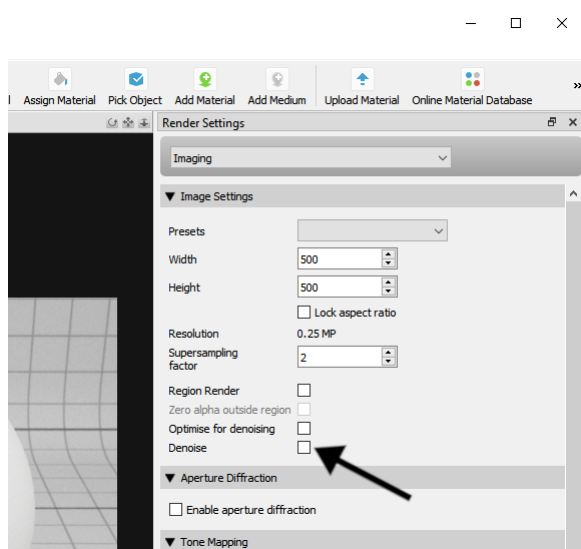 Assign Material Pick Object Add Material Add Medium Upload Material Online Material Database »
Render Settings
Imaging
Image Settings
Presets
Width 500
Height 500
Lock aspect ratio
Resolution 0.25 MP
Supersampling
factor 2
Region Render
Zero alpha outside region
Optimise for denoising
Denoise
Aperture Diffraction
Enable aperture diffraction
Tone Mapping